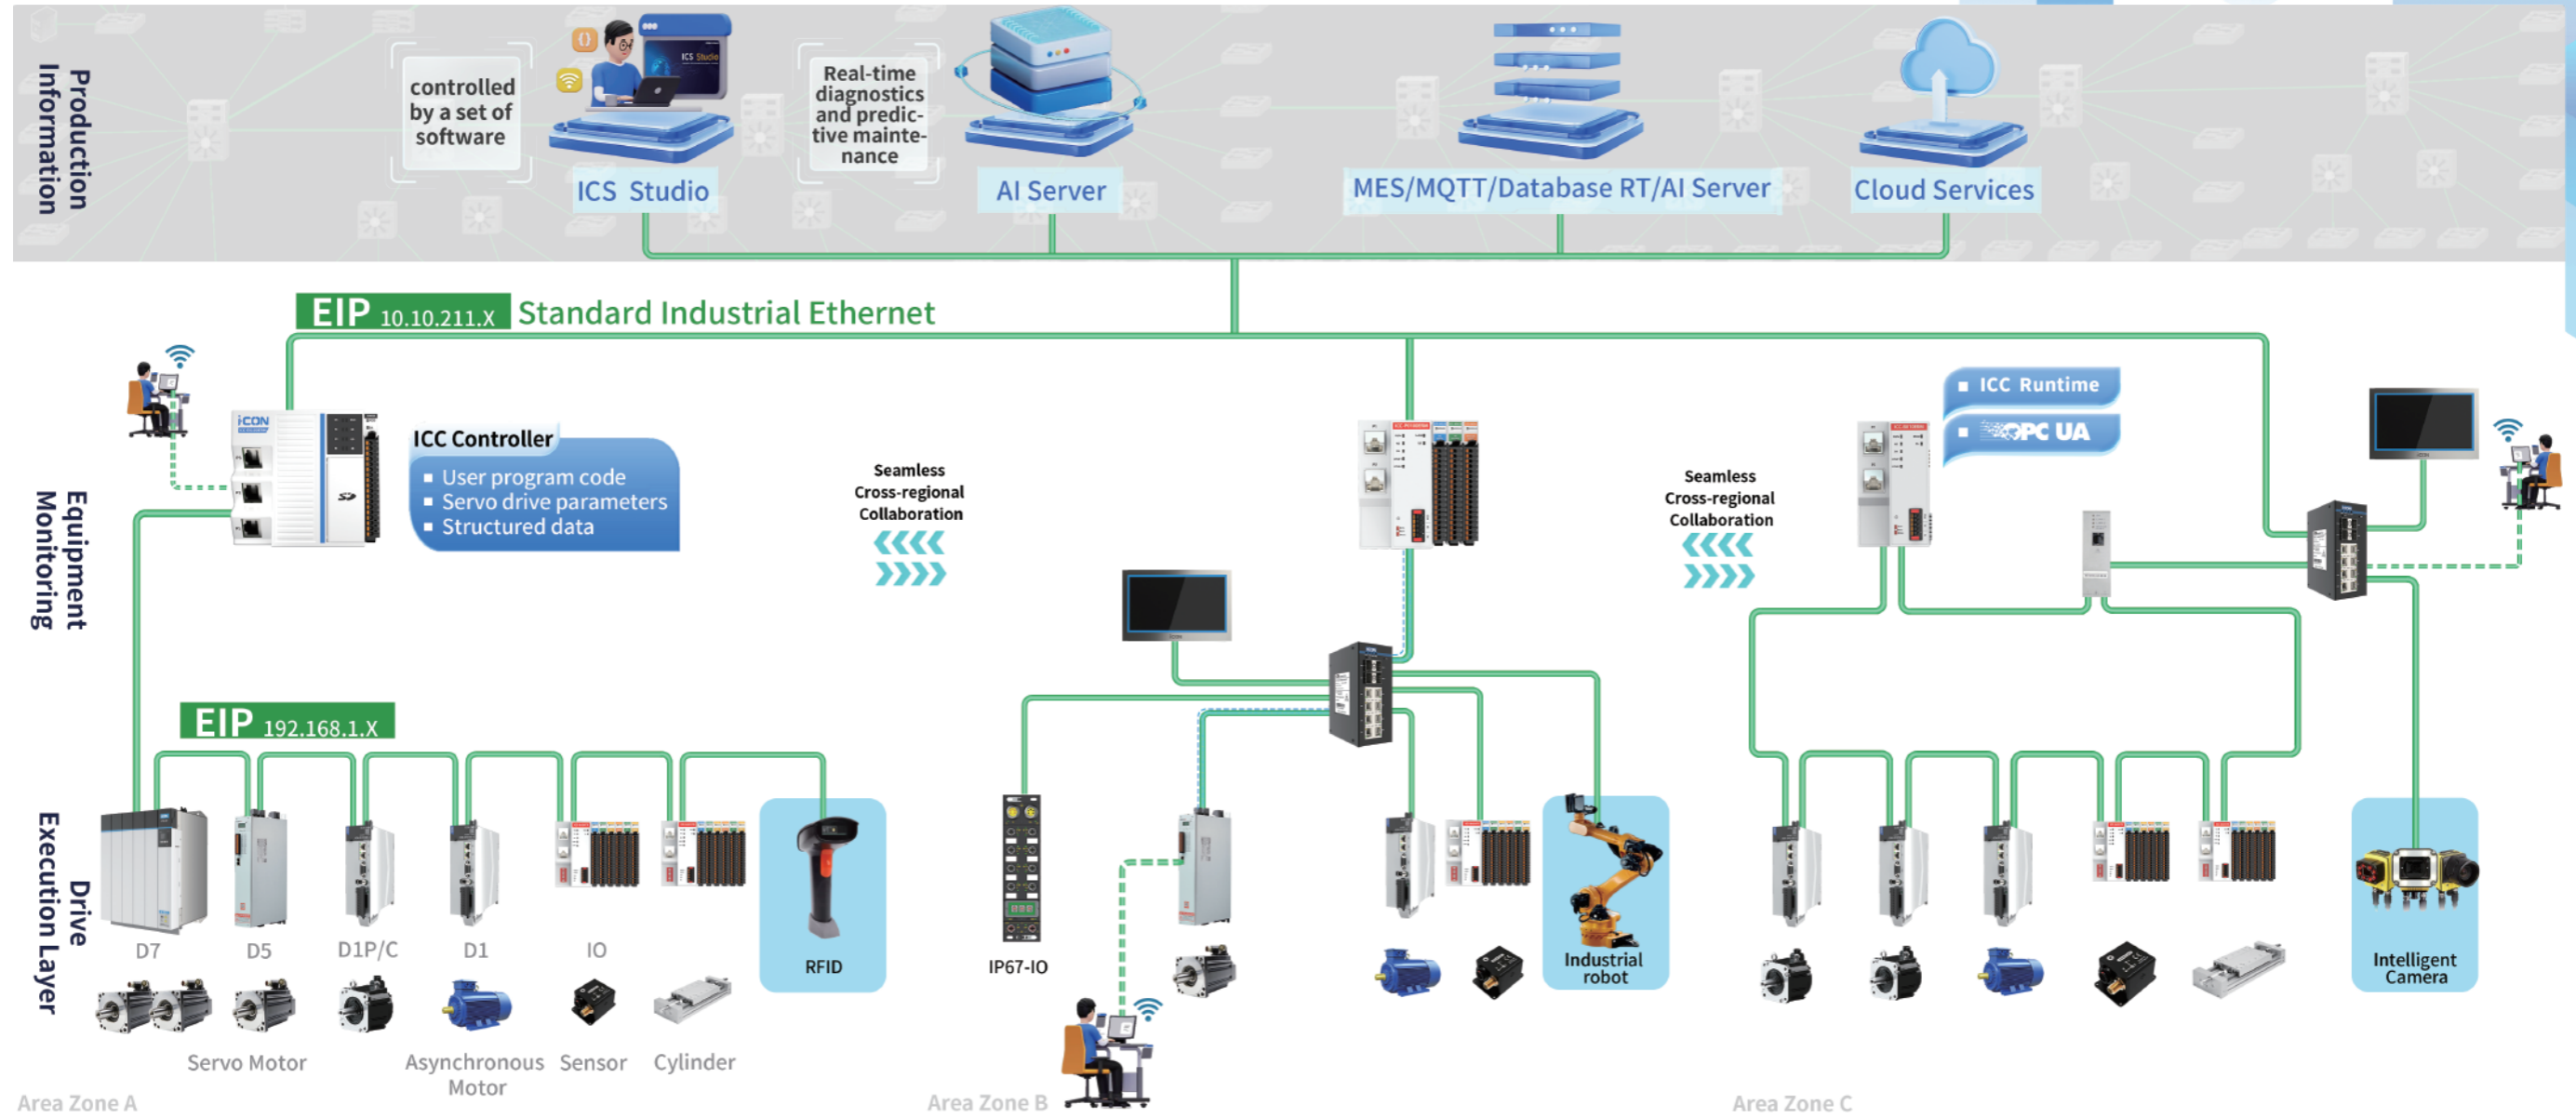 Production
Information
controlled
by a set of
software
ICS Studio
Real-time
diagnostics
and predic-
tive mainte-
nance
ICS Studio
AI Server
MES/MQTT/Database RT/AI Server
Cloud Services
EIP 10.10.211.X Standard Industrial Ethernet
Equipment
Monitoring
iCON
ICC Controller
User program code
Servo drive parameters
Structured data
Seamless
Cross-regional
Collaboration
Seamless
Cross-regional
Collaboration
ICC Runtime
OPC UA
EIP 192.168.1.X
Drive
Execution Layer
D7
D5
D1P/C
D1
IO
RFID
Servo Motor
Asynchronous
Motor
Sensor
Cylinder
IP67-IO
Industrial
robot
Intelligent
Camera
Area Zone A
Area Zone B
Area Zone C